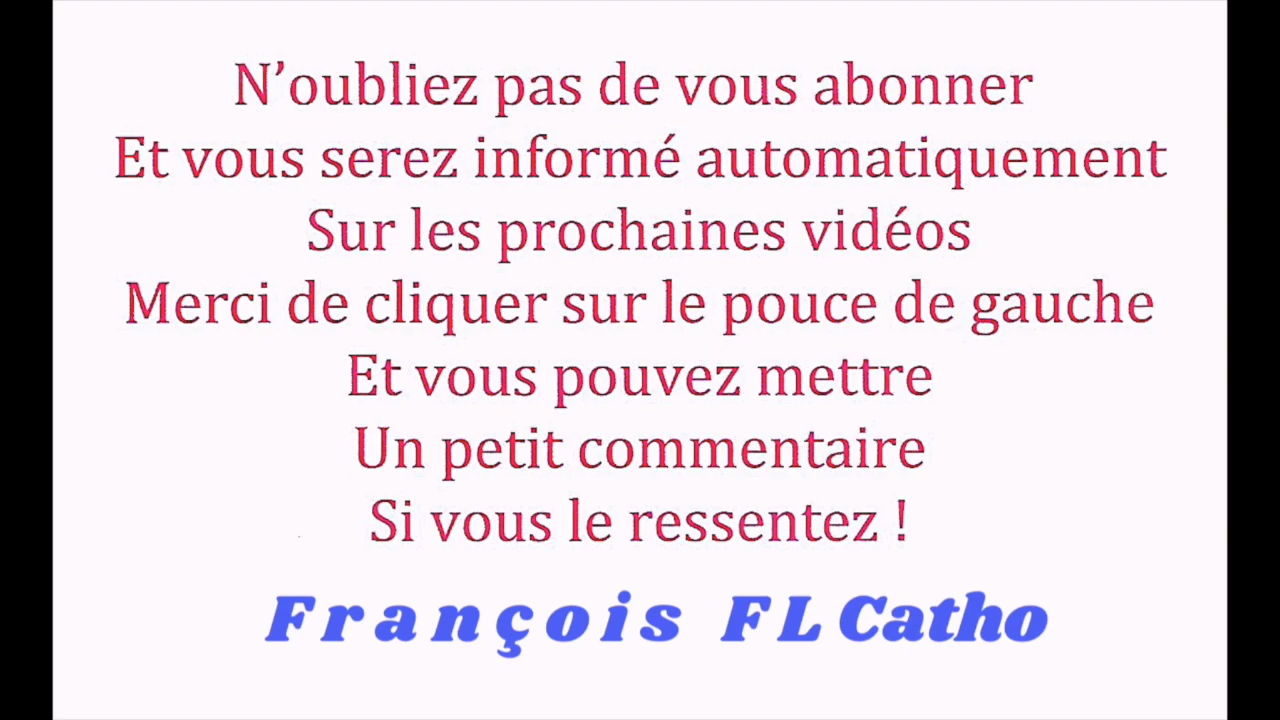 N’oubliez pas de vous abonner
Et vous serez informé automatiquement
Sur les prochaines vidéos
Merci de cliquer sur le pouce de gauche
Et vous pouvez mettre
Un petit commentaire
Si vous le ressentez !
François FLCatho